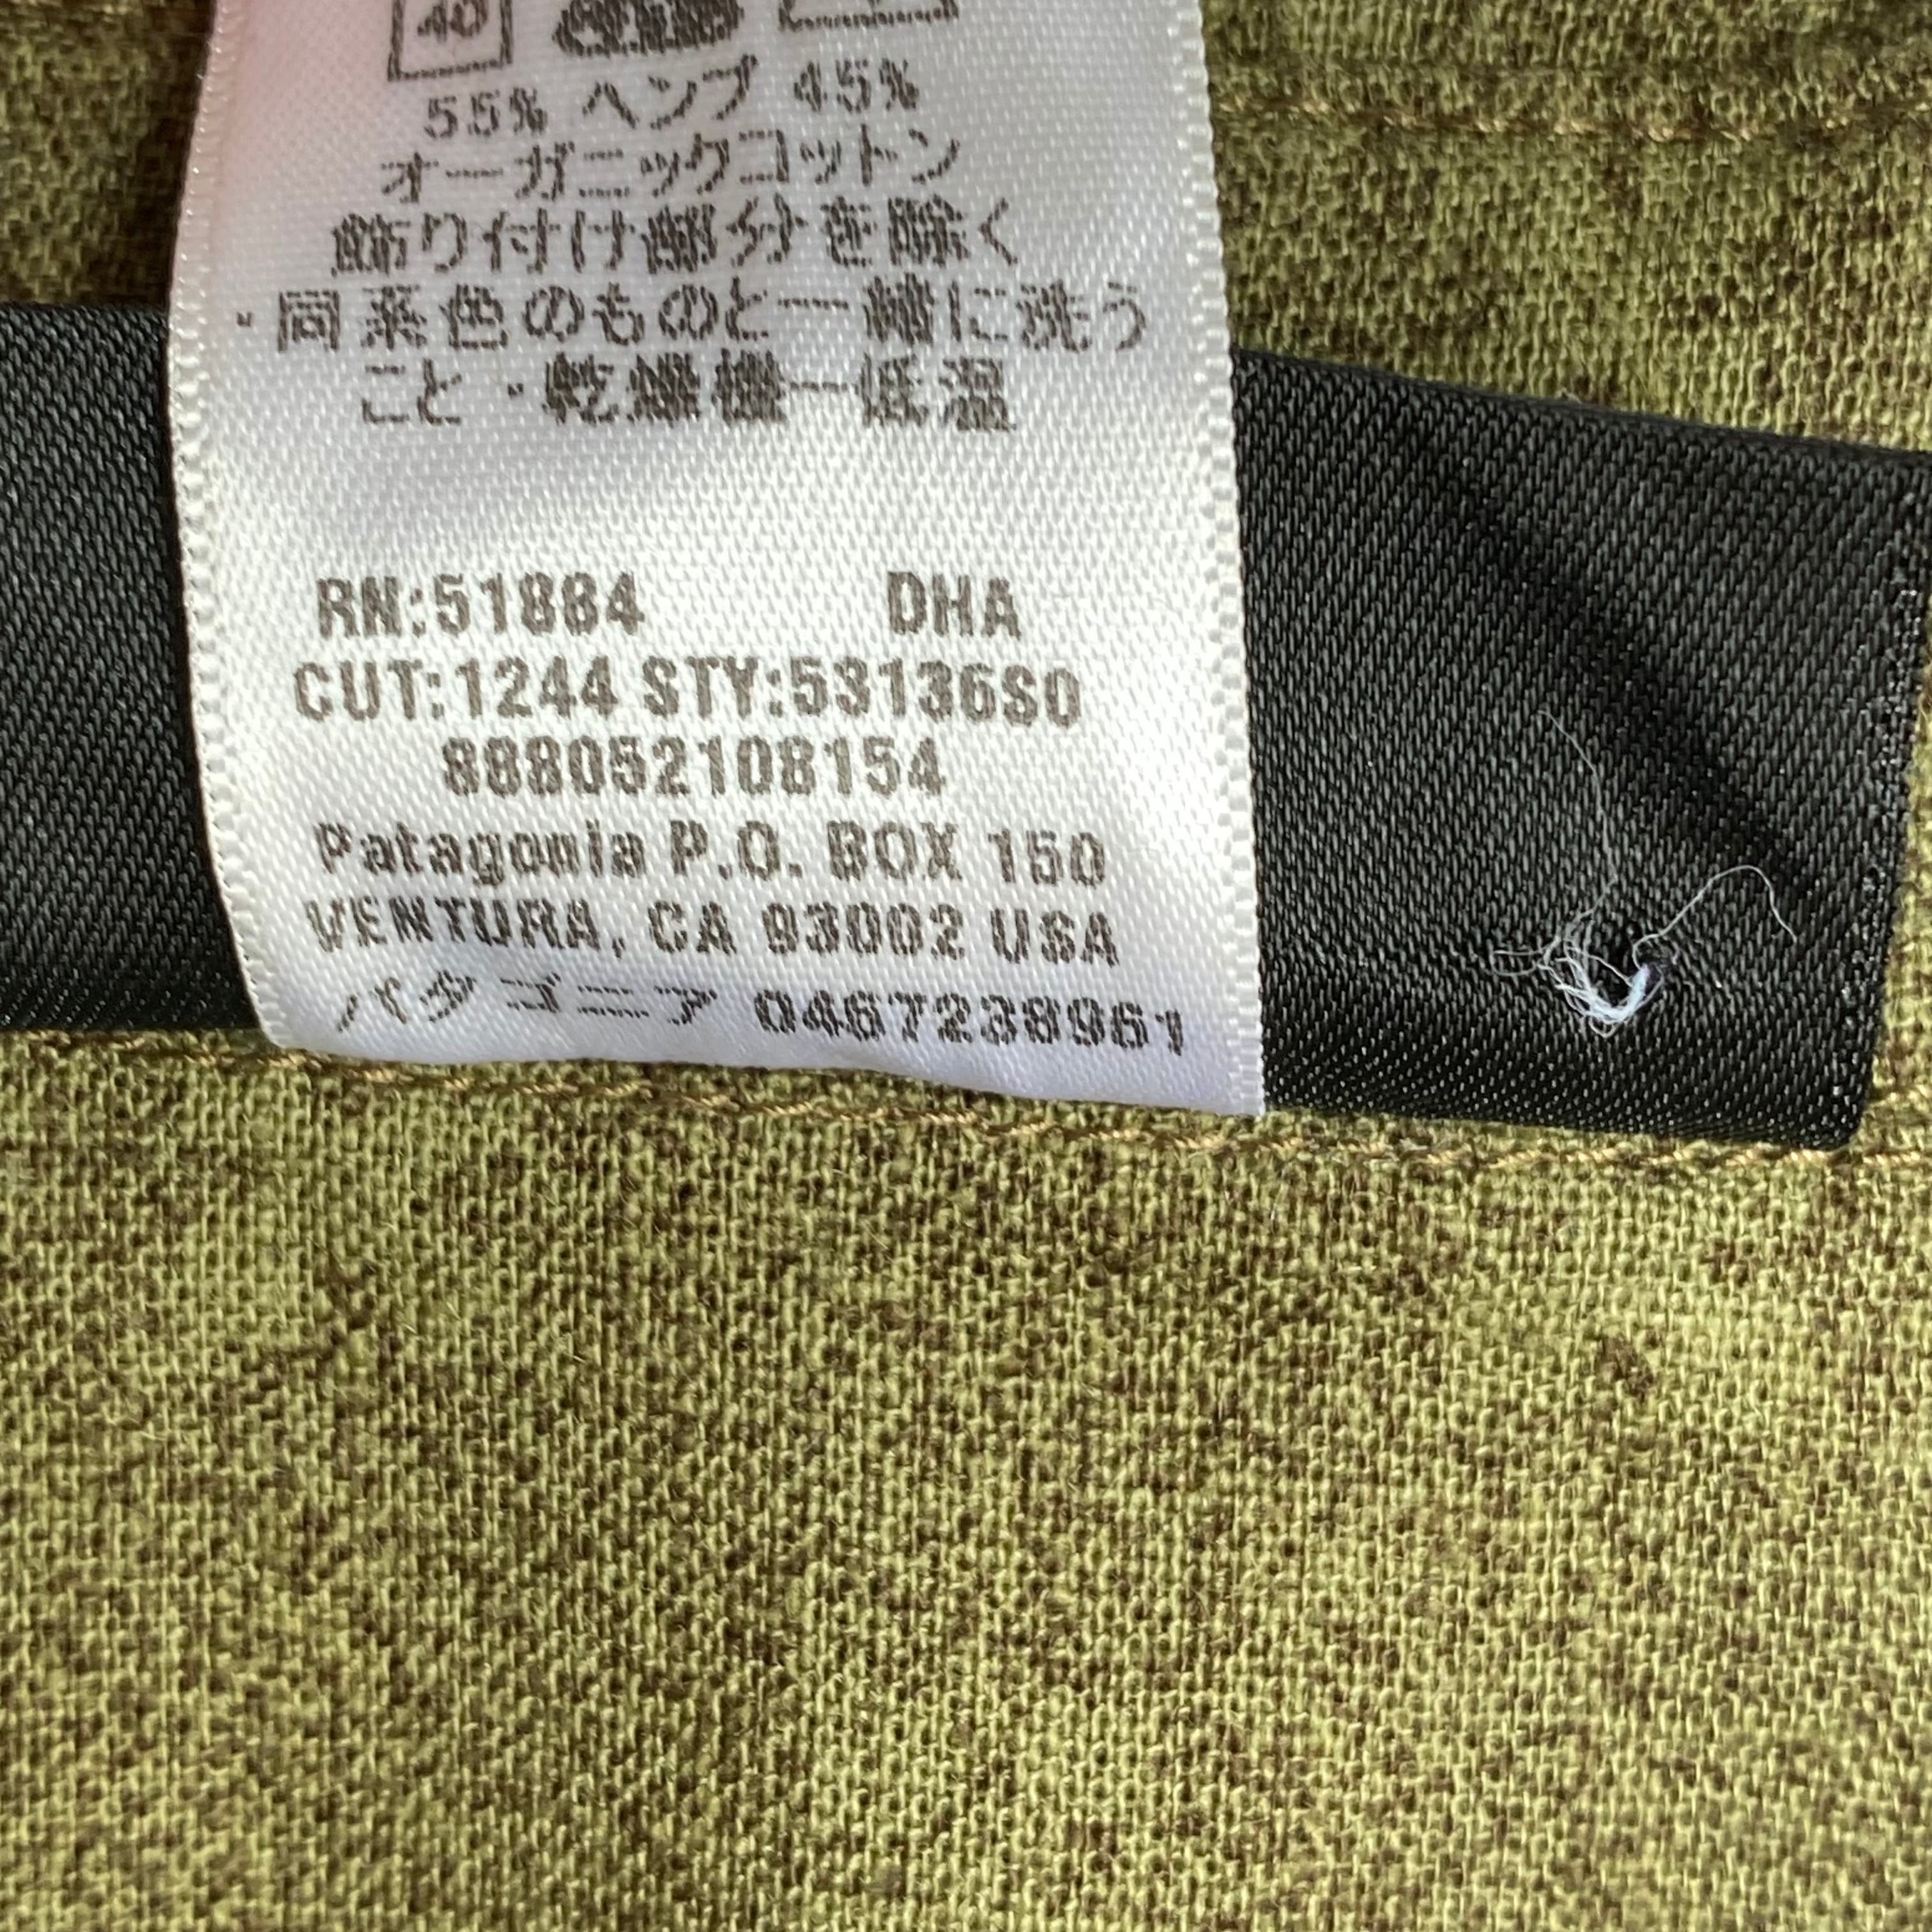 40
55% ヘンプ 45%
オーガニックコットン
飾り付け部分を除く
・同系色のものと一緒に洗う
こと・乾燥機ー低温
RN:51884 DHA
CUT:1244 STY:53136S0
888052108154
Patagonia P.O. BOX 150
VENTURA, CA 93002 USA
パタゴニア 0467238961